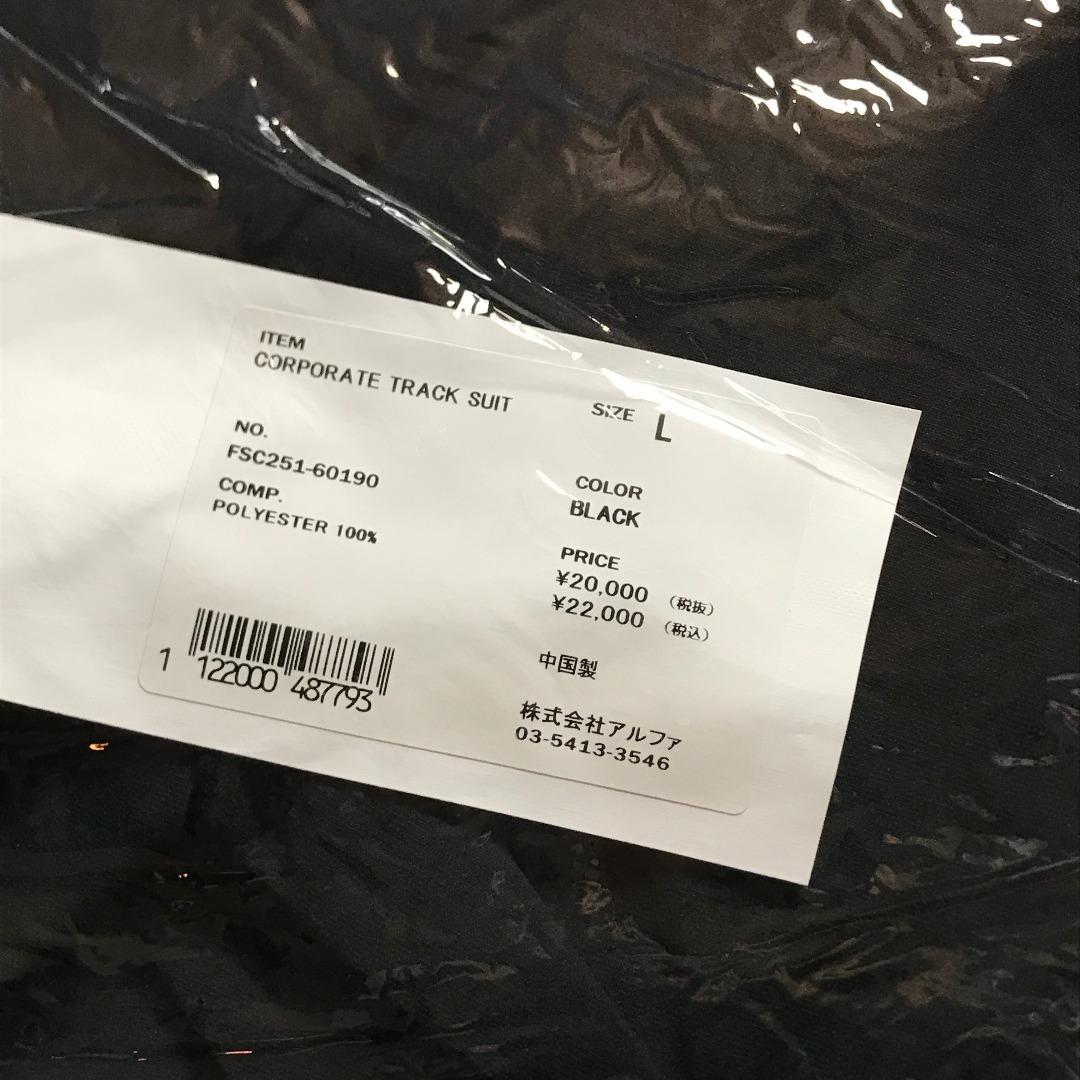 ITEM
CORPORATE TRACK SUIT
SIZE L
NO.
FSC251-60190
COMP.
POLYESTER 100%
COLOR
BLACK
PRICE
¥20,000 (税抜)
¥22,000 (税込)
中国製
株式会社アルファ
03-5413-3546
1 122000 487793